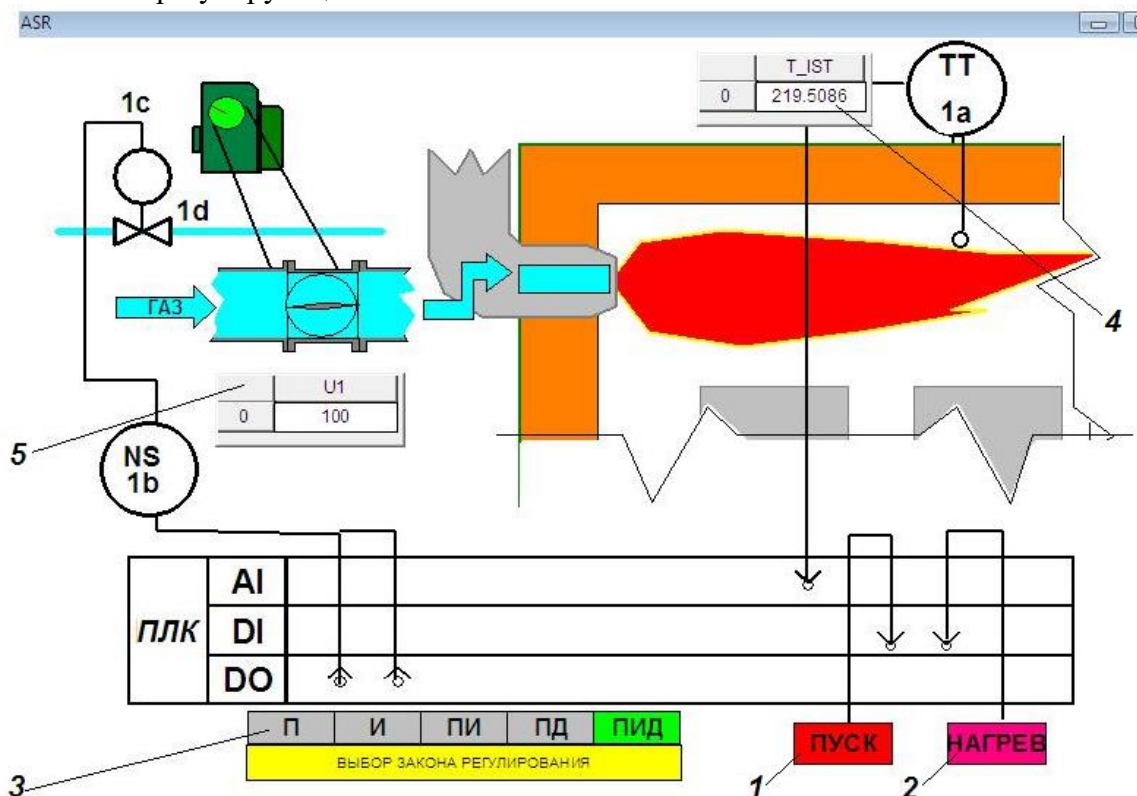 ASR
T_IST
0 219.5086
TT
1a
1c
1d
ГАЗ
4
U1
0 100
5
NS
1b
ПЛК
AI
DI
DO
П И ПИ ПД ПИД
ВЫБОР ЗАКОНА РЕГУЛИРОВАНИЯ
ПУСК
НАГРЕВ
3
1
2